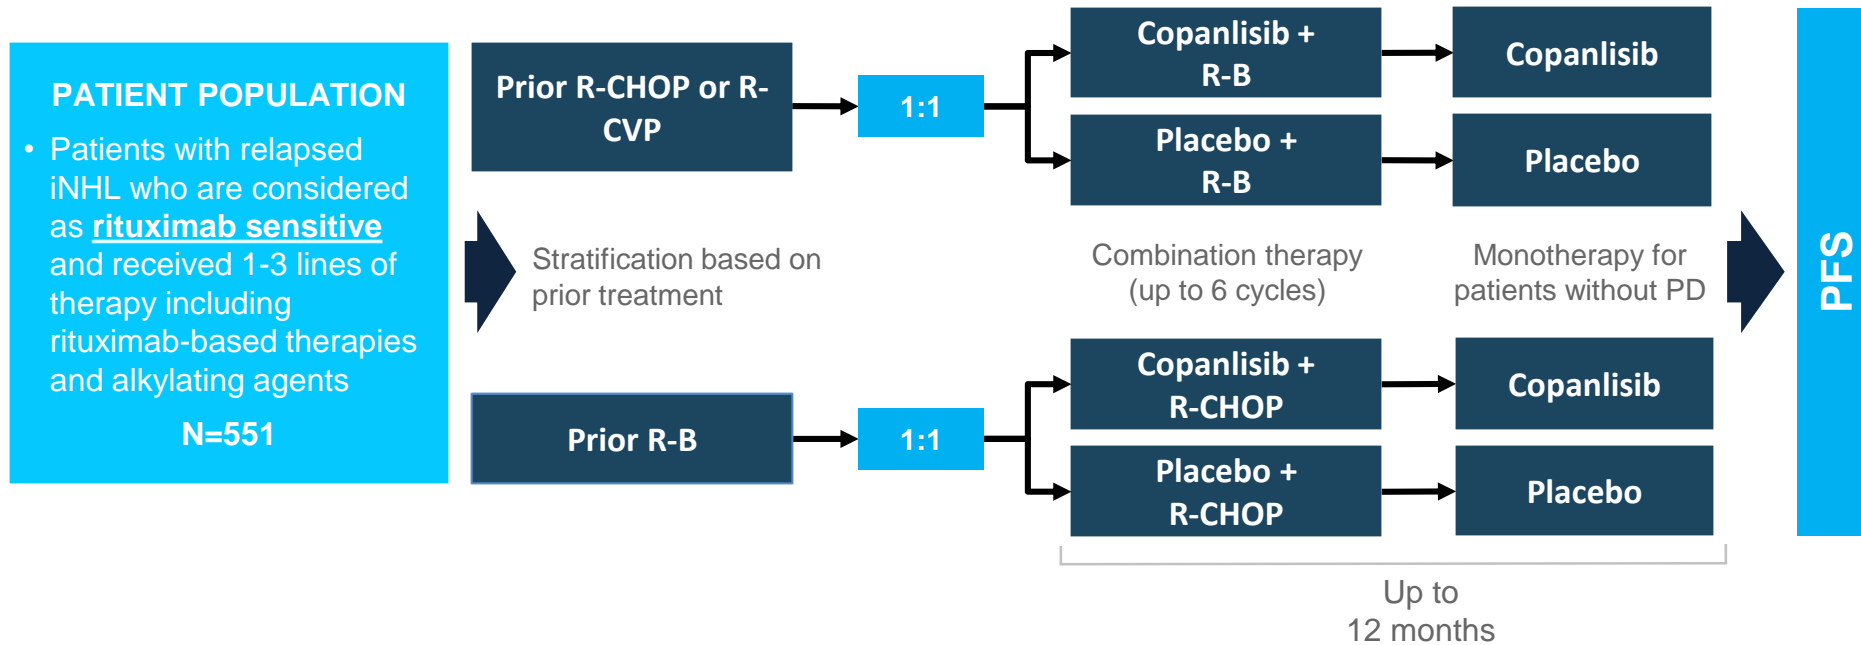 PATIENT POPULATION
• Patients with relapsed
iNHL who are considered
as rituximab sensitive
and received 1-3 lines of
therapy including
rituximab-based therapies
and alkylating agents
N=551
Prior R-CHOP or R-
CVP
Stratification based on
prior treatment
Prior R-B
1:1
1:1
Copanlisib +
R-B
Placebo +
R-B
Combination therapy
(up to 6 cycles)
Copanlisib +
R-CHOP
Placebo +
R-CHOP
Copanlisib
Placebo
Monotherapy for
patients without PD
Copanlisib
Placebo
Up to
12 months
PFS